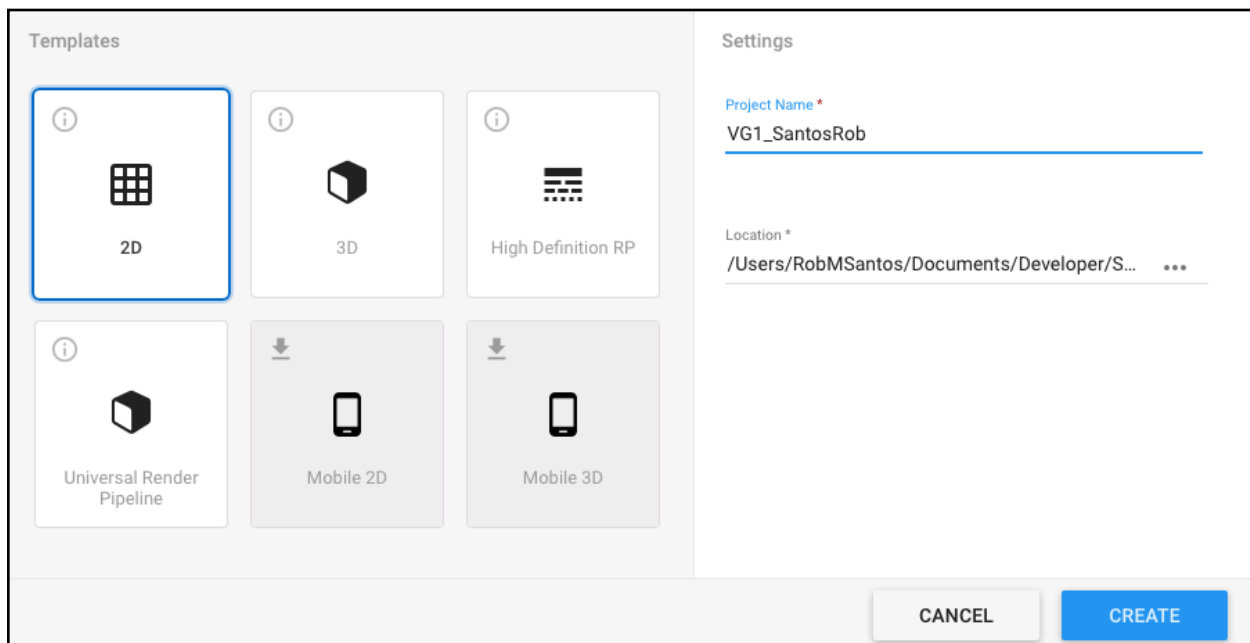 Templates
Settings
2D
3D
High Definition RP
Universal Render
Pipeline
Mobile 2D
Mobile 3D
Project Name *
VG1_SantosRob
Location *
/Users/RobMSantos/Documents/Developer/S...
CANCEL
CREATE